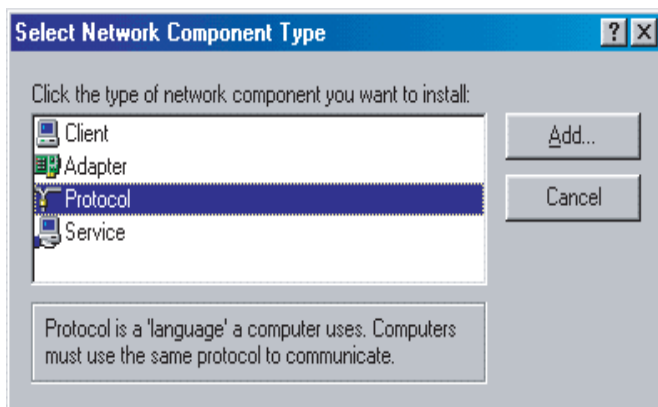 Select Network Component Type
Click the type of network component you want to install:
Client
Adapter
Protocol
Service
Add...
Cancel
Protocol is a 'language' a computer uses. Computers
must use the same protocol to communicate.